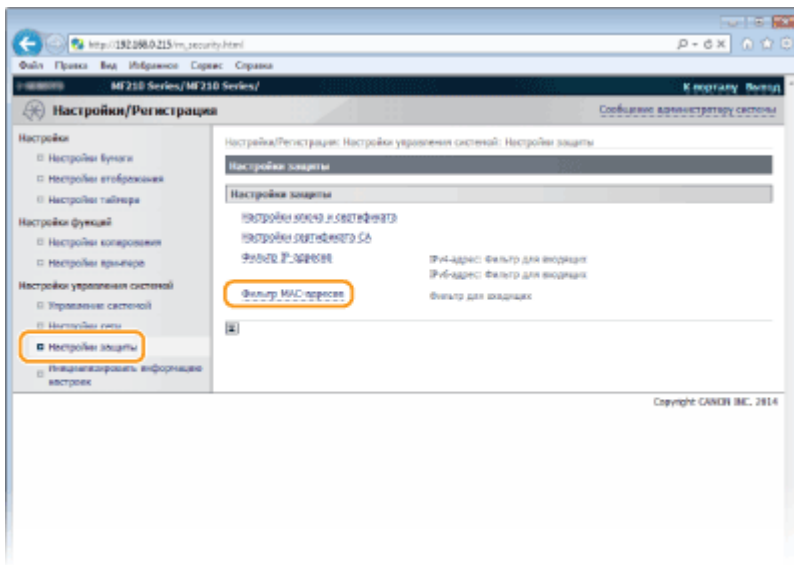 http://192.168.0.215/m_security.html
Файл Правка Вид Избранное Сервис Справка
MF210 Series/MF210 Series/
К порталу Выход
Настройки/Регистрация
Сообщение администратору системы
Настройки
Настройки бумаги
Настройки отображения
Настройки таймера
Настройки функций
Настройки копирования
Настройки принтера
Настройки управления системой
Управление системой
Настройки сети
Настройки защиты
Инициализировать информацию настроек
Настройка/Регистрация: Настройки управления системой: Настройки защиты
Настройки защиты
Настройки защиты
Настройки ключа и сертификата
Настройки сертификата CA
Фильтр IP-адресов
IPv4-адрес: Фильтр для входящих
IPv6-адрес: Фильтр для входящих
Фильтр MAC-адресов
Фильтр для входящих
Copyright CANON INC. 2014